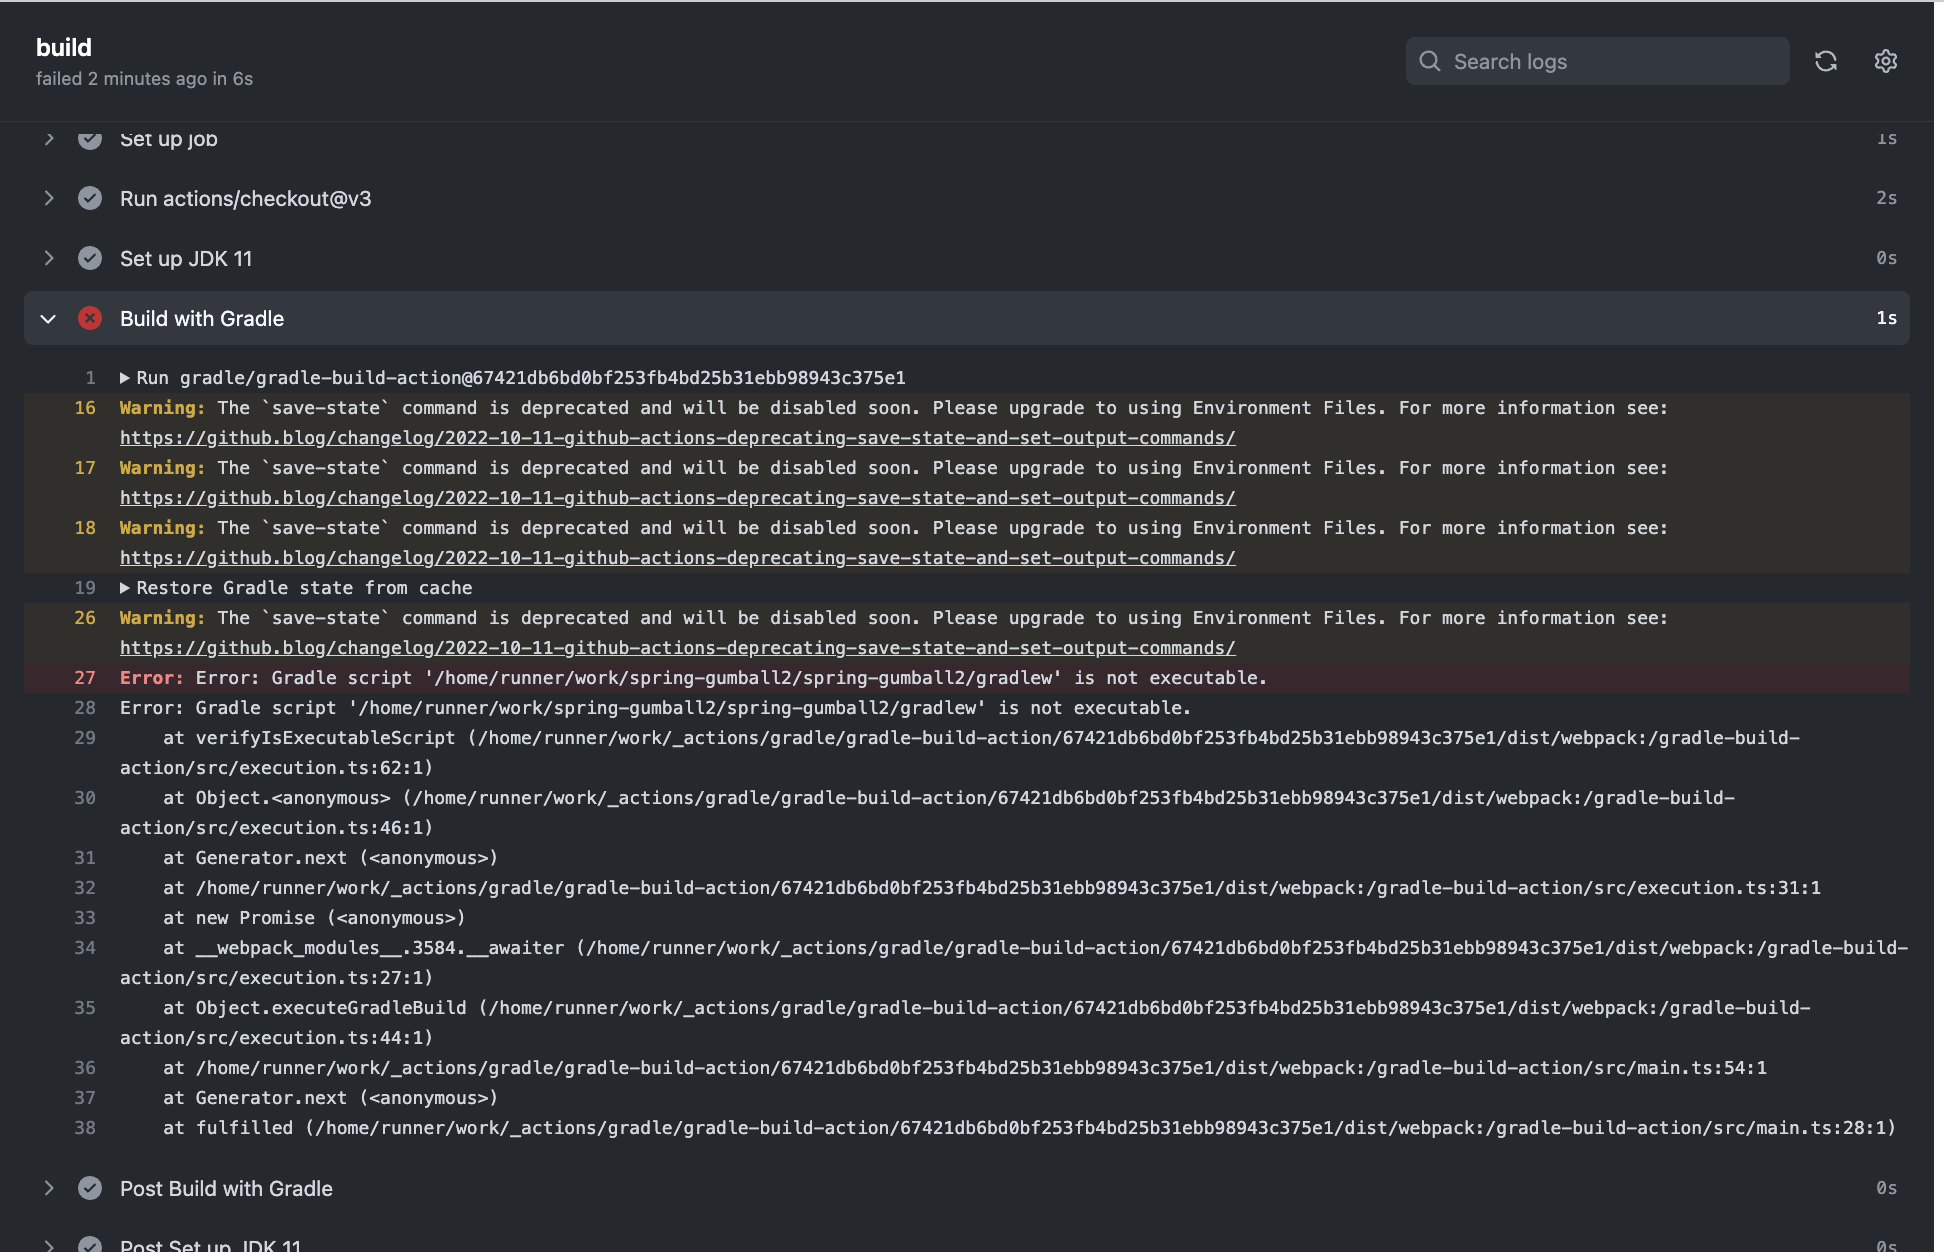 build
failed 2 minutes ago in 6s
Search logs
Set up job
1s
Run actions/checkout@v3
2s
Set up JDK 11
0s
Build with Gradle
1s
1 Run gradle/gradle-build-action@67421db6bd0bf253fb4bd25b31ebb98943c375e1
16 Warning: The `save-state` command is deprecated and will be disabled soon. Please upgrade to using Environment Files. For more information see:
https://github.blog/changelog/2022-10-11-github-actions-deprecating-save-state-and-set-output-commands/
17 Warning: The `save-state` command is deprecated and will be disabled soon. Please upgrade to using Environment Files. For more information see:
https://github.blog/changelog/2022-10-11-github-actions-deprecating-save-state-and-set-output-commands/
18 Warning: The `save-state` command is deprecated and will be disabled soon. Please upgrade to using Environment Files. For more information see:
https://github.blog/changelog/2022-10-11-github-actions-deprecating-save-state-and-set-output-commands/
19 Restore Gradle state from cache
26 Warning: The `save-state` command is deprecated and will be disabled soon. Please upgrade to using Environment Files. For more information see:
https://github.blog/changelog/2022-10-11-github-actions-deprecating-save-state-and-set-output-commands/
27 Error: Error: Gradle script '/home/runner/work/spring-gumball2/spring-gumball2/gradlew' is not executable.
28 Error: Gradle script '/home/runner/work/spring-gumball2/spring-gumball2/gradlew' is not executable.
29 at verifyIsExecutableScript (/home/runner/work/_actions/gradle/gradle-build-action/67421db6bd0bf253fb4bd25b31ebb98943c375e1/dist/webpack:/gradle-build-
action/src/execution.ts:62:1)
30 at Object.<anonymous> (/home/runner/work/_actions/gradle/gradle-build-action/67421db6bd0bf253fb4bd25b31ebb98943c375e1/dist/webpack:/gradle-build-
action/src/execution.ts:46:1)
31 at Generator.next (<anonymous>)
32 at /home/runner/work/_actions/gradle/gradle-build-action/67421db6bd0bf253fb4bd25b31ebb98943c375e1/dist/webpack:/gradle-build-action/src/execution.ts:31:1
33 at new Promise (<anonymous>)
34 at __webpack_modules__.3584.__awaiter (/home/runner/work/_actions/gradle/gradle-build-action/67421db6bd0bf253fb4bd25b31ebb98943c375e1/dist/webpack:/gradle-build-
action/src/execution.ts:27:1)
35 at Object.executeGradleBuild (/home/runner/work/_actions/gradle/gradle-build-action/67421db6bd0bf253fb4bd25b31ebb98943c375e1/dist/webpack:/gradle-build-
action/src/execution.ts:44:1)
36 at /home/runner/work/_actions/gradle/gradle-build-action/67421db6bd0bf253fb4bd25b31ebb98943c375e1/dist/webpack:/gradle-build-action/src/main.ts:54:1
37 at Generator.next (<anonymous>)
38 at fulfilled (/home/runner/work/_actions/gradle/gradle-build-action/67421db6bd0bf253fb4bd25b31ebb98943c375e1/dist/webpack:/gradle-build-action/src/main.ts:28:1)
Post Build with Gradle
0s
Post Set up JDK 11
0s